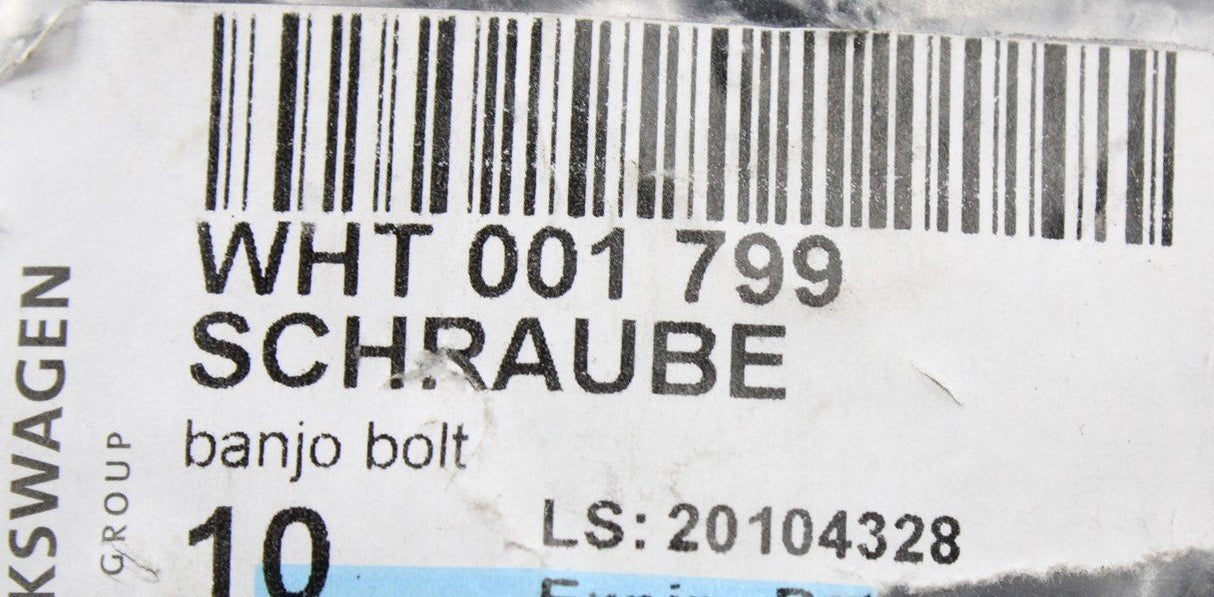 WHT 001 799
SCHRAUBE
banjo bolt
10
LS: 20104328
KSWAGEN
GROUP